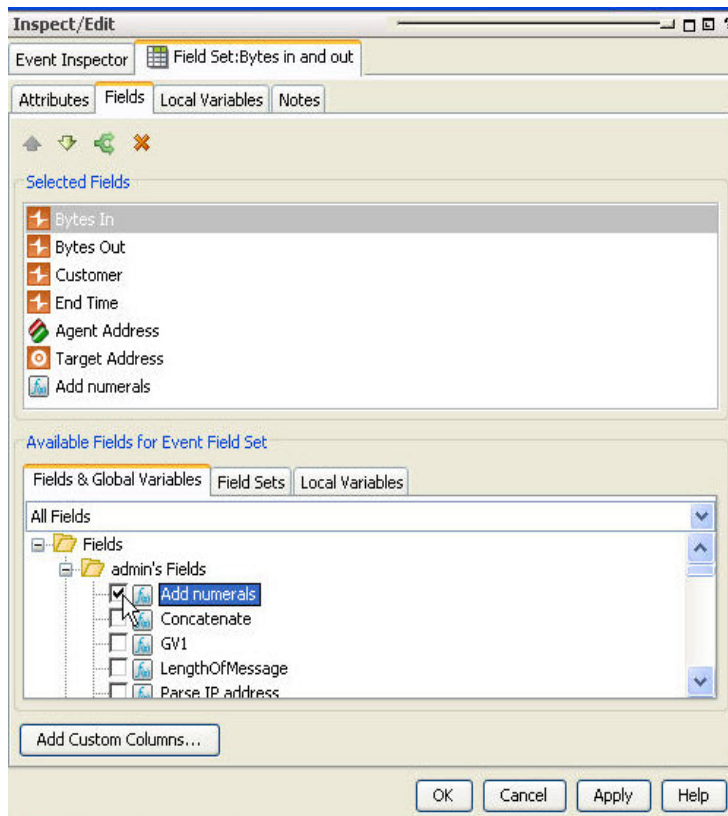 Inspect/Edit
Event Inspector Field Set:Bytes in and out
Attributes Fields Local Variables Notes
Selected Fields
Bytes In
Bytes Out
Customer
End Time
Agent Address
Target Address
Add numerals
Available Fields for Event Field Set
Fields & Global Variables Field Sets Local Variables
All Fields
Fields
admin's Fields
Add numerals
Concatenate
GV1
LengthOfMessage
Parse IP address
Add Custom Columns...
OK Cancel Apply Help